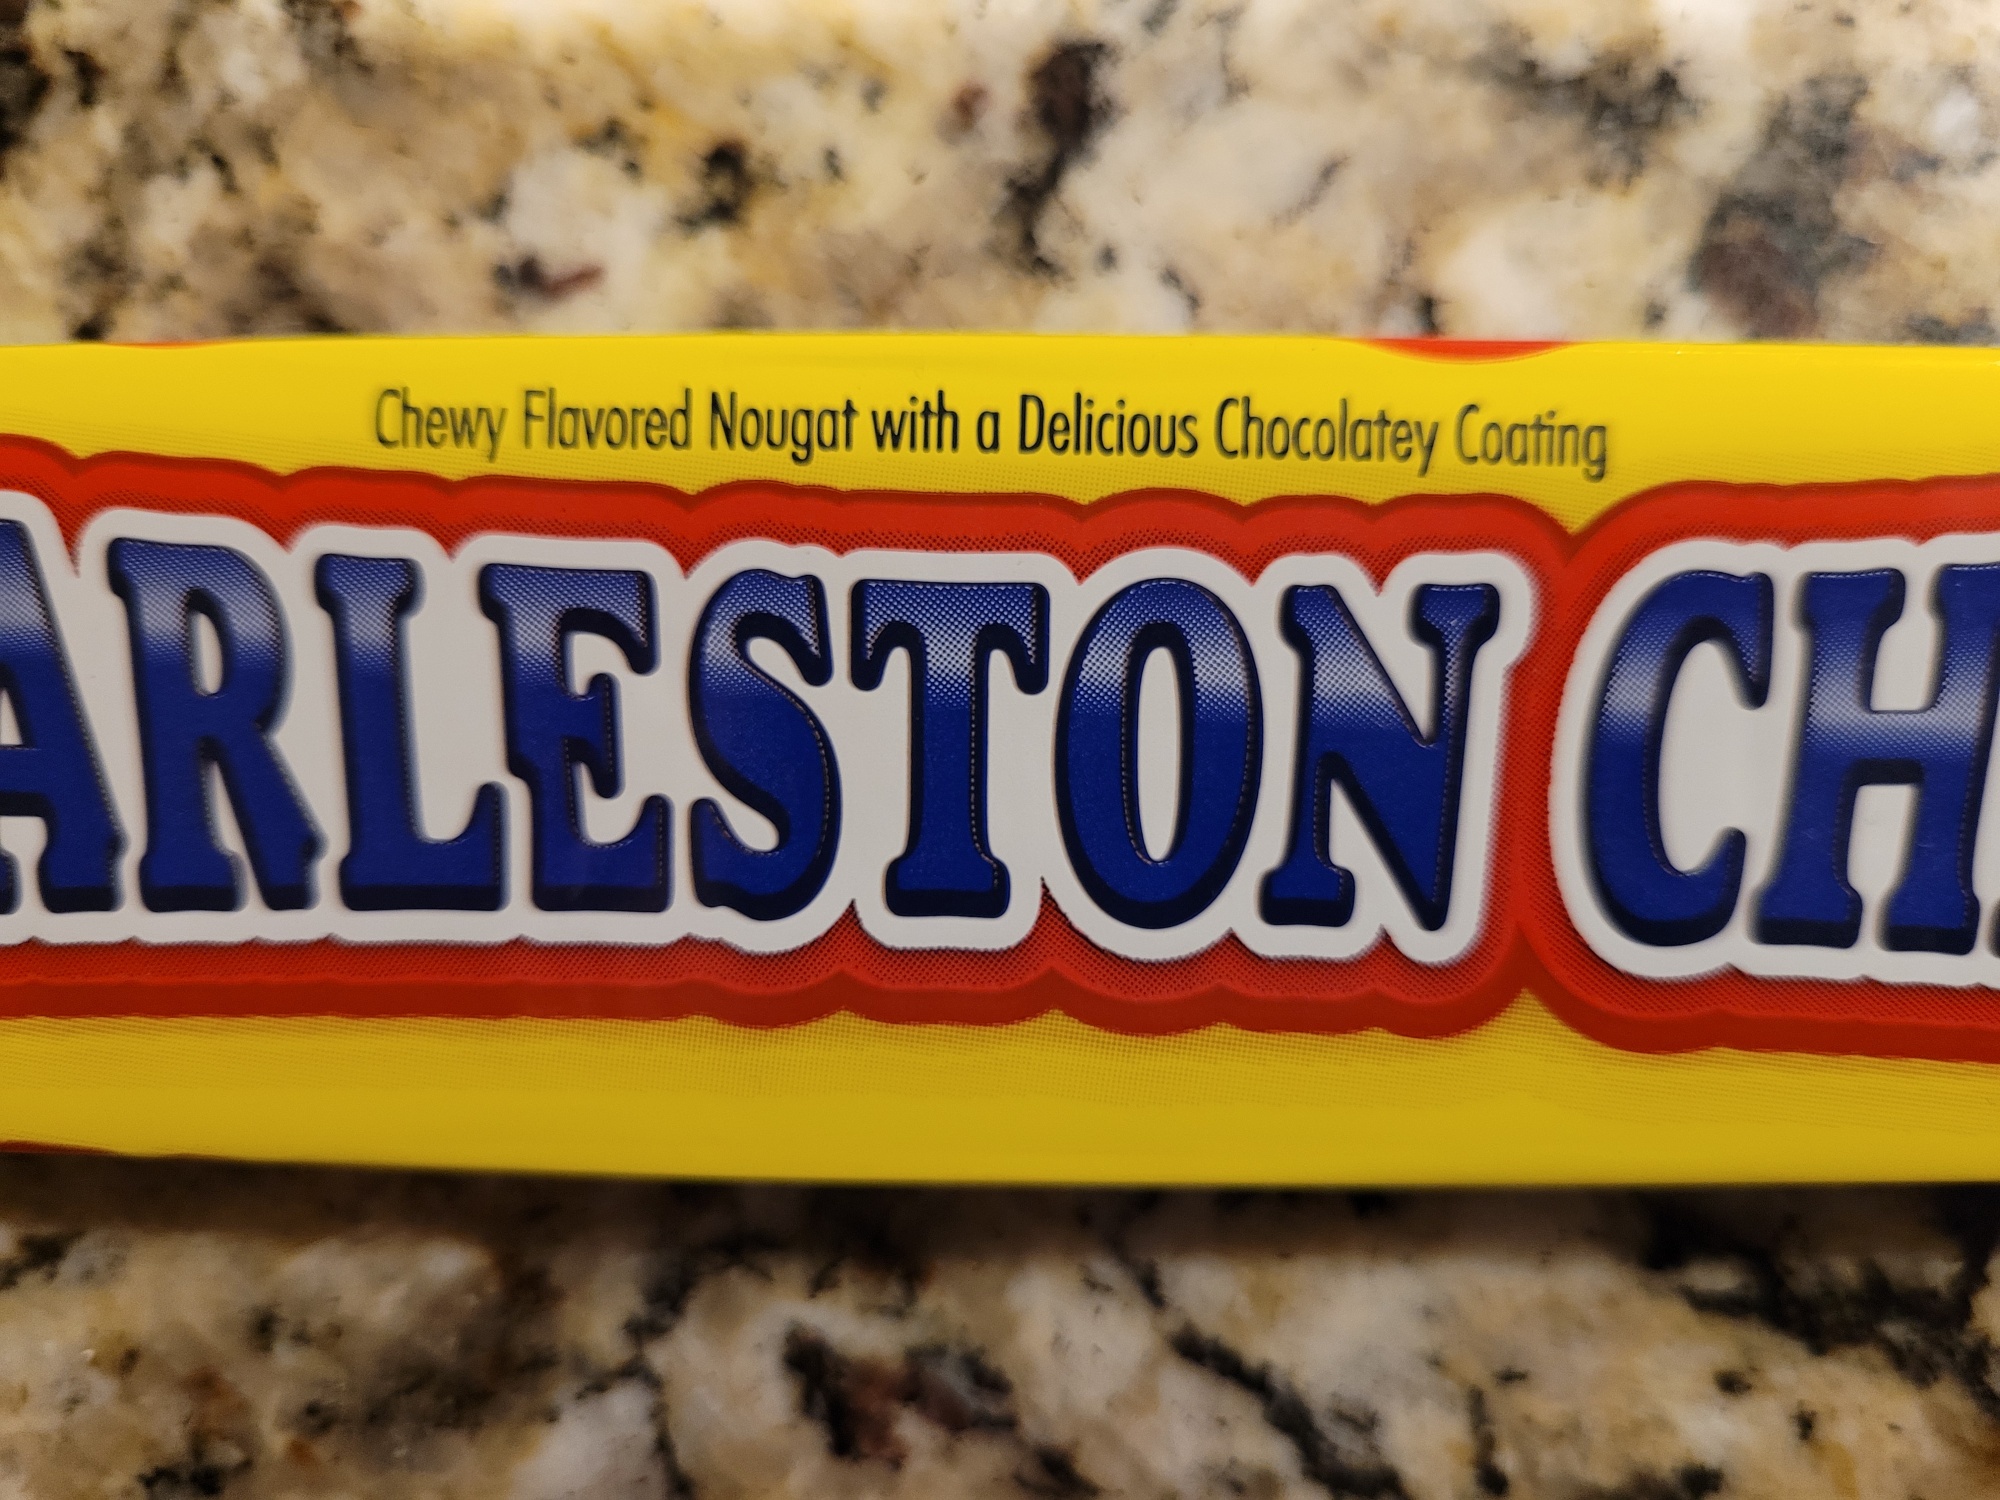 Chewy Flavored Nougat with a Delicious Chocolatey Coating
ARLESTON CH